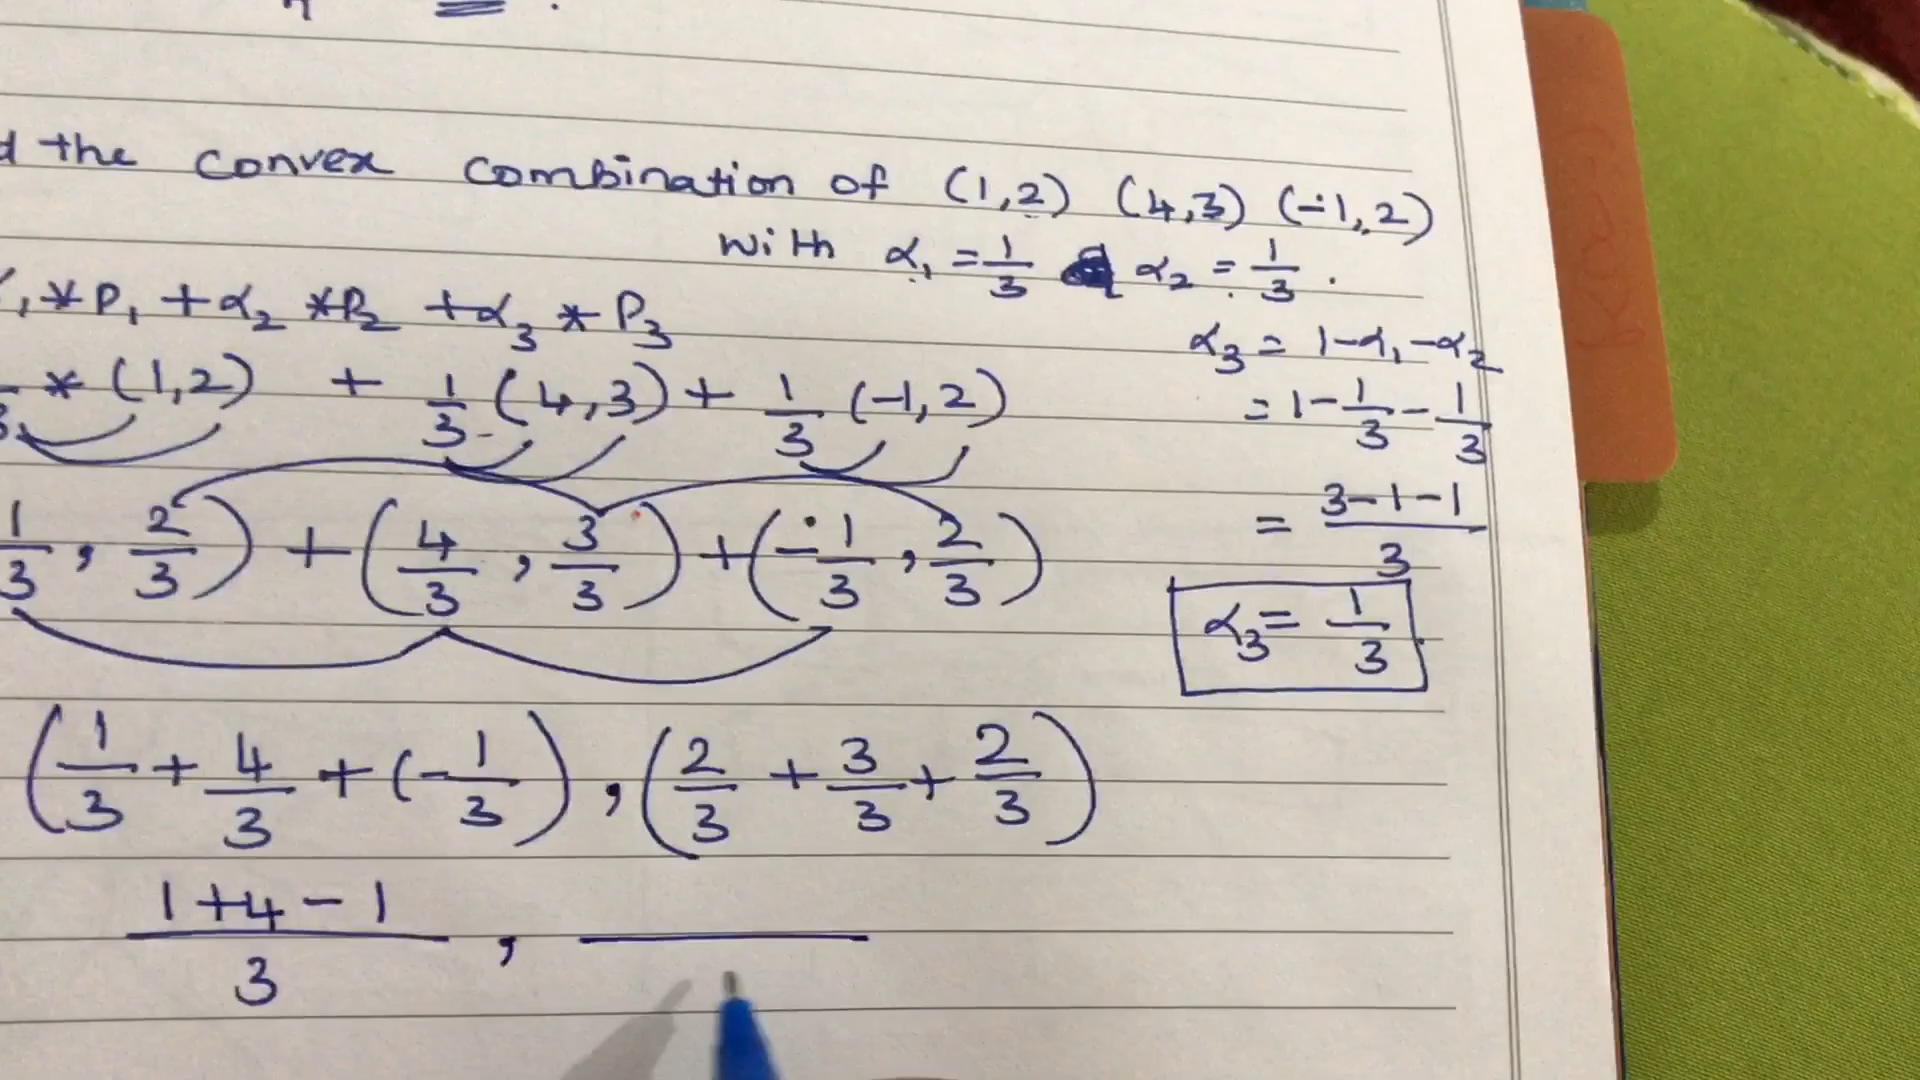 the convex combination of (1,2) (4,3) (-1,2)
with α₁ = 1/3 α₂ = 1/3 .
* P₁ + α₂ * P₂ + α₃ * P₃
α₃ = 1-α₁-α₂
* (1,2) + 1/3 (4,3) + 1/3 (-1,2)
= 1 - 1/3 - 1/3
1/3 , 2/3 ) + ( 4/3 , 3/3 ) + ( -1/3 , 2/3 )
= 3-1-1 / 3
α₃ = 1/3
( 1/3 + 4/3 + (- 1/3 ) , ( 2/3 + 3/3 + 2/3 )
1+4-1 / 3 ,